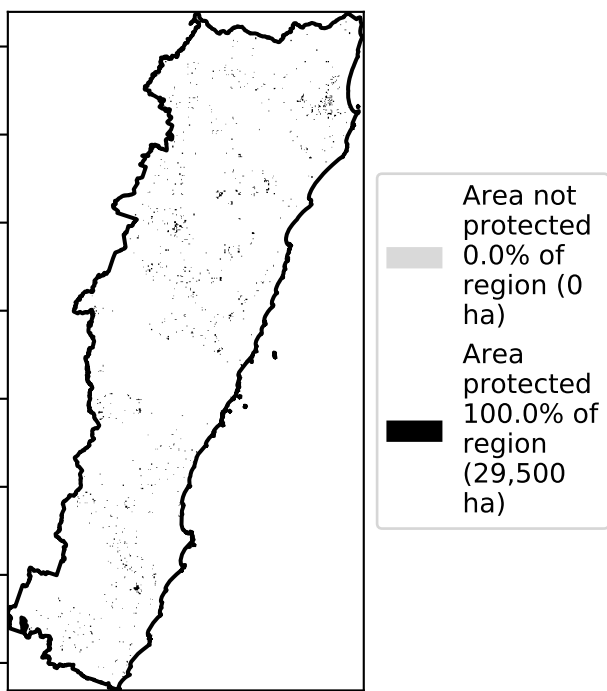 Area not
protected
0.0% of
region (0
ha)
Area
protected
100.0% of
region
(29,500
ha)